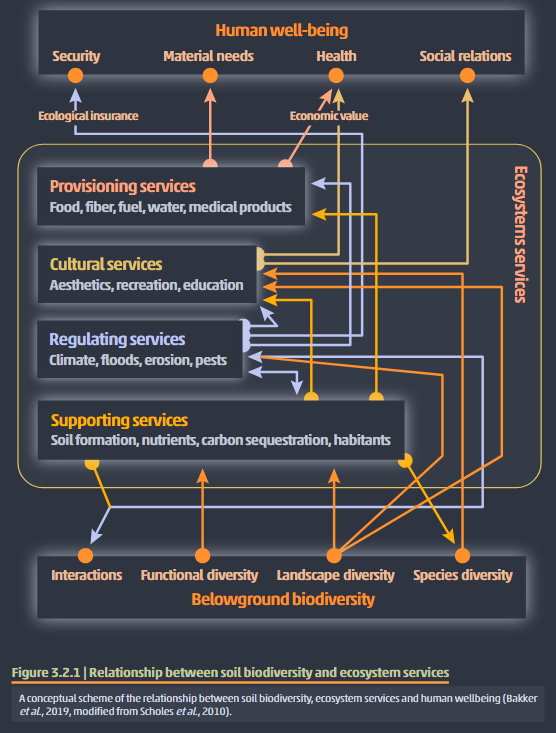 Human well-being
Security
Material needs
Health
Social relations
Ecological insurance
Economic value
Ecosystems services
Provisioning services
Food, fiber, fuel, water, medical products
Cultural services
Aesthetics, recreation, education
Regulating services
Climate, floods, erosion, pests
Supporting services
Soil formation, nutrients, carbon sequestration, habitants
Interactions
Functional diversity
Landscape diversity
Species diversity
Belowground biodiversity
Figure 3.2.1 | Relationship between soil biodiversity and ecosystem services
A conceptual scheme of the relationship between soil biodiversity, ecosystem services and human wellbeing (Bakker
et al., 2019, modified from Scholes et al., 2010).